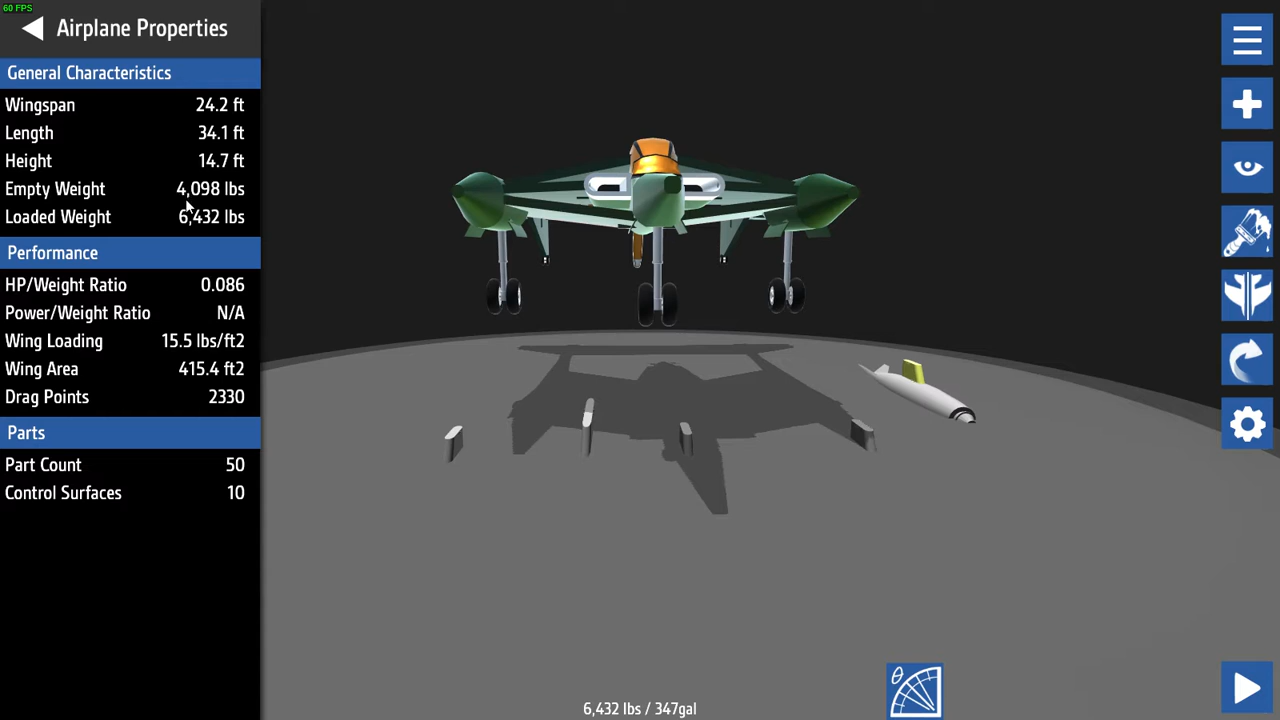 60 FPS
Airplane Properties
General Characteristics
Wingspan 24.2 ft
Length 34.1 ft
Height 14.7 ft
Empty Weight 4,098 lbs
Loaded Weight 6,432 lbs
Performance
HP/Weight Ratio 0.086
Power/Weight Ratio N/A
Wing Loading 15.5 lbs/ft2
Wing Area 415.4 ft2
Drag Points 2330
Parts
Part Count 50
Control Surfaces 10
θ
6,432 lbs / 347gal